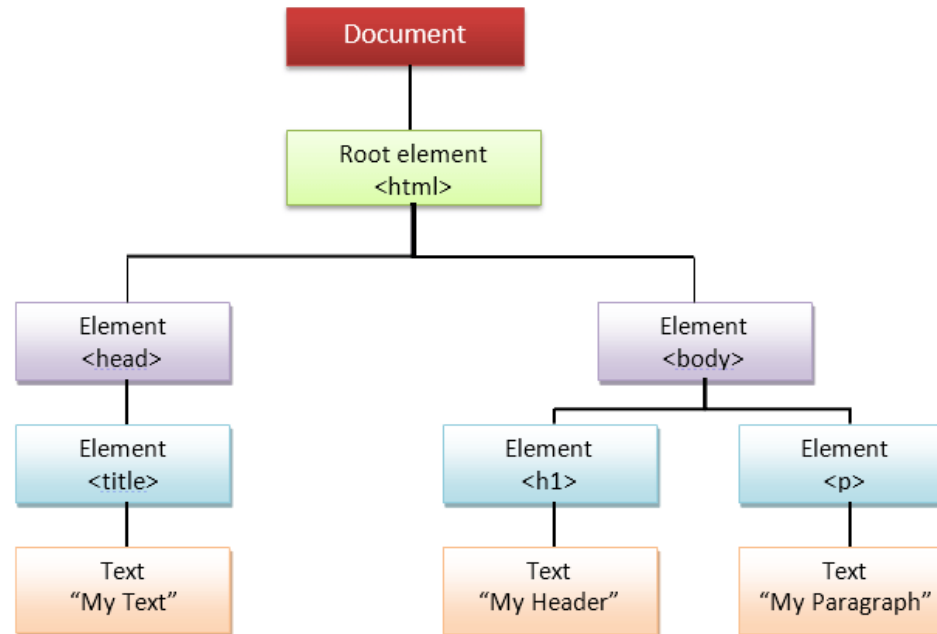 Document
Root element
<html>
Element
<head>
Element
<body>
Element
<title>
Element
<h1>
Element
<p>
Text
“My Text”
Text
“My Header”
Text
“My Paragraph”